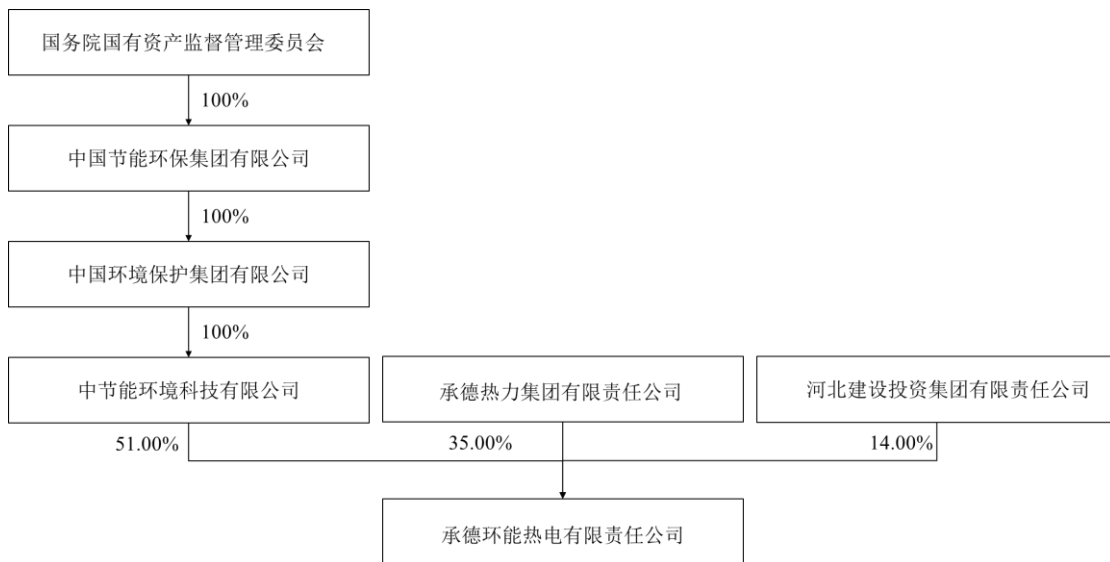 国务院国有资产监督管理委员会
100%
中国节能环保集团有限公司
100%
中国环境保护集团有限公司
100%
中节能环境科技有限公司
承德热力集团有限责任公司
河北建设投资集团有限责任公司
51.00%
35.00%
14.00%
承德环能热电有限责任公司